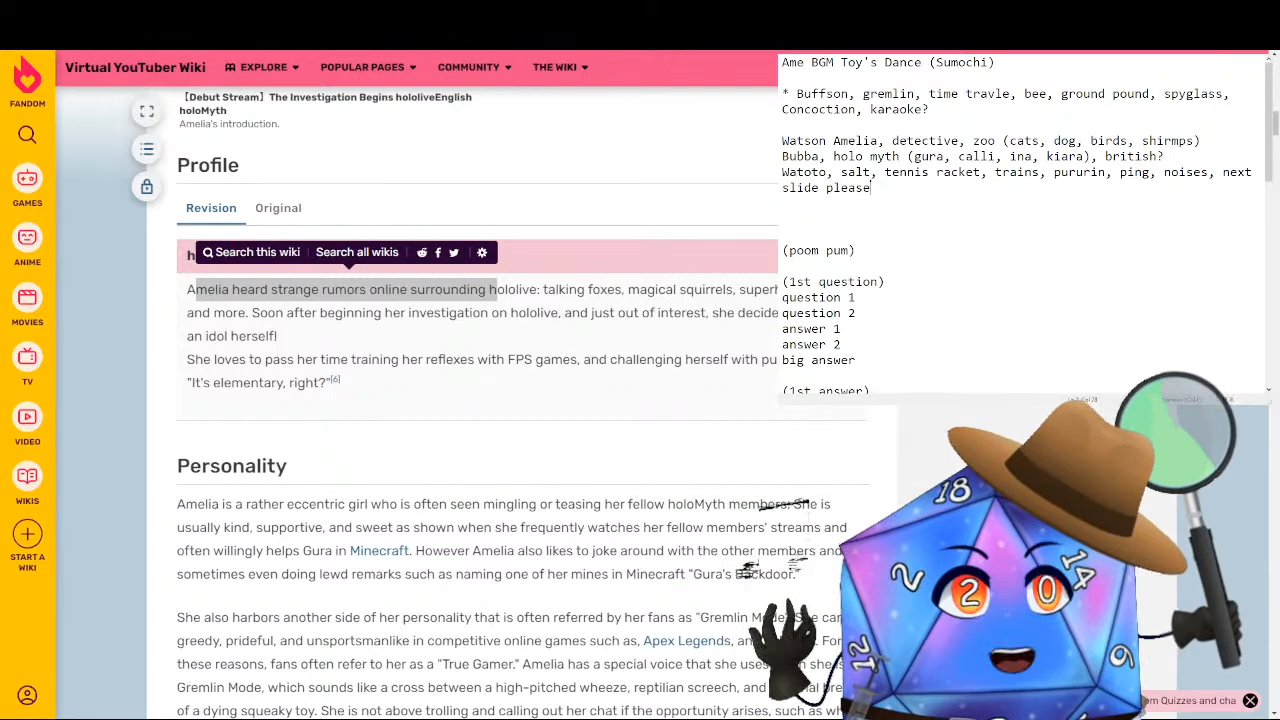 FANDOM
GAMES
ANIME
MOVIES
TV
VIDEO
WIKIS
START A
WIKI
Virtual YouTuber Wiki
EXPLORE
POPULAR PAGES
COMMUNITY
THE WIKI
【Debut Stream】The Investigation Begins hololiveEnglish
holoMyth
Amelia's introduction.
Profile
Revision
Original
Search this wiki
Search all wikis
Amelia heard strange rumors online surrounding hololive: talking foxes, magical squirrels,
and more. Soon after beginning her investigation on hololive, and just out of interest, she decide
an idol herself!
She loves to pass her time training her reflexes with FPS games, and challenging herself with pu
"It's elementary, right?"[6]
Personality
Amelia is a rather eccentric girl who is often seen mingling or teasing her fellow holoMyth members. She is
usually kind, supportive, and sweet as shown when she frequently watches her fellow members' streams and
often willingly helps Gura in Minecraft. However Amelia also likes to joke around with the other members and
sometimes even doing lewd remarks such as naming one of her mines in Minecraft "Gura's Backdoor."
She also harbors another side of her personality that is often referred by her fans as "Gremlin Mode." She can
greedy, prideful, and unsportsmanlike in competitive online games such as, Apex Legends, For
these reasons, fans often refer to her as a "True Gamer." Amelia has a special voice that she uses
Gremlin Mode, which sounds like a cross between a high-pitched wheeze, reptilian screech, and
of a dying squeaky toy. She is not above trolling and calling out her chat if the opportunity arises, such as
Ame BGM Toy's Dance (Sumochi)
* Buffson, gremlin, time travle, bee, ground pound, spyglass,
Concoction, karaoke?
Watson Amelia, detective, zoo (cats, dog, birds, shirmps)
Bubba, holo myth (gura, calli, ina, kiara), british?
Watoto, salt, tennis racket, trains, pururin, ping, noises, next
slide please
(poom pum)
(1st question)
question 1
question 2
answer 1
answer 2
big answer
(1st answer)
18
2
14
2
0
12
6
om Quizzes and cha